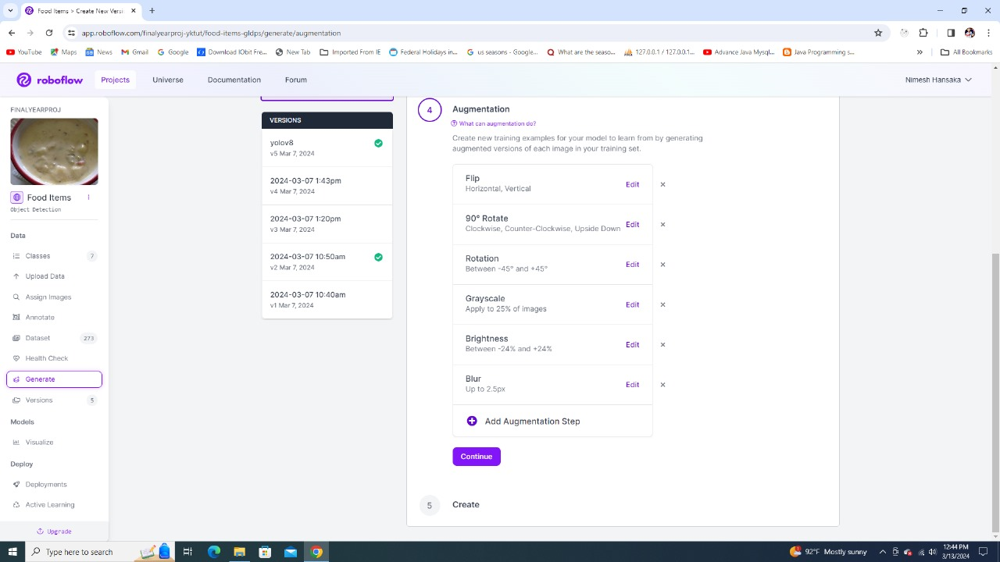 Food Items > Create New Versi
app.roboflow.com/finalyearproj-yktut/food-items-gldps/generate/augmentation
YouTube
Maps
News
Gmail
Google
Download IObit Fre...
New Tab
Imported From IE
Federal Holidays in...
us seasons - Google...
What are the seaso...
127.0.0.1 / 127.0.0.1...
Advance Java Mysql...
Java Programming s...
All Bookmarks
roboflow
Projects
Universe
Documentation
Forum
Nimesh Hansaka
FINALYEARPROJ
Food Items
Object Detection
Data
Classes 7
Upload Data
Assign Images
Annotate
Dataset 273
Health Check
Generate
Versions 5
Models
Visualize
Deploy
Deployments
Active Learning
Upgrade
VERSIONS
yolov8
v5 Mar 7, 2024
2024-03-07 1:43pm
v4 Mar 7, 2024
2024-03-07 1:20pm
v3 Mar 7, 2024
2024-03-07 10:50am
v2 Mar 7, 2024
2024-03-07 10:40am
v1 Mar 7, 2024
4 Augmentation
What can augmentation do?
Create new training examples for your model to learn from by generating
augmented versions of each image in your training set.
Flip
Horizontal, Vertical
Edit
90° Rotate
Clockwise, Counter-Clockwise, Upside Down
Edit
Rotation
Between -45° and +45°
Edit
Grayscale
Apply to 25% of images
Edit
Brightness
Between -24% and +24%
Edit
Blur
Up to 2.5px
Edit
Add Augmentation Step
Continue
5 Create
Type here to search
92°F Mostly sunny
12:44 PM
3/13/2024